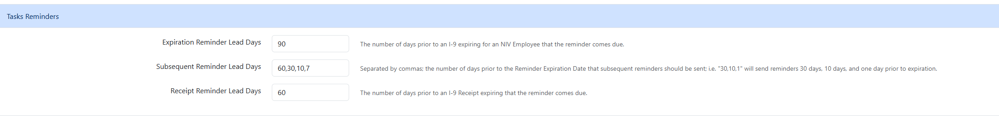 Tasks Reminders
Expiration Reminder Lead Days 90 The number of days prior to an I-9 expiring for an NIV Employee that the reminder comes due.
Subsequent Reminder Lead Days 60,30,10,7 Separated by commas; the number of days prior to the Reminder Expiration Date that subsequent reminders should be sent; i.e. "30,10,1" will send reminders 30 days, 10 days, and one day prior to expiration.
Receipt Reminder Lead Days 60 The number of days prior to an I-9 Receipt expiring that the reminder comes due.